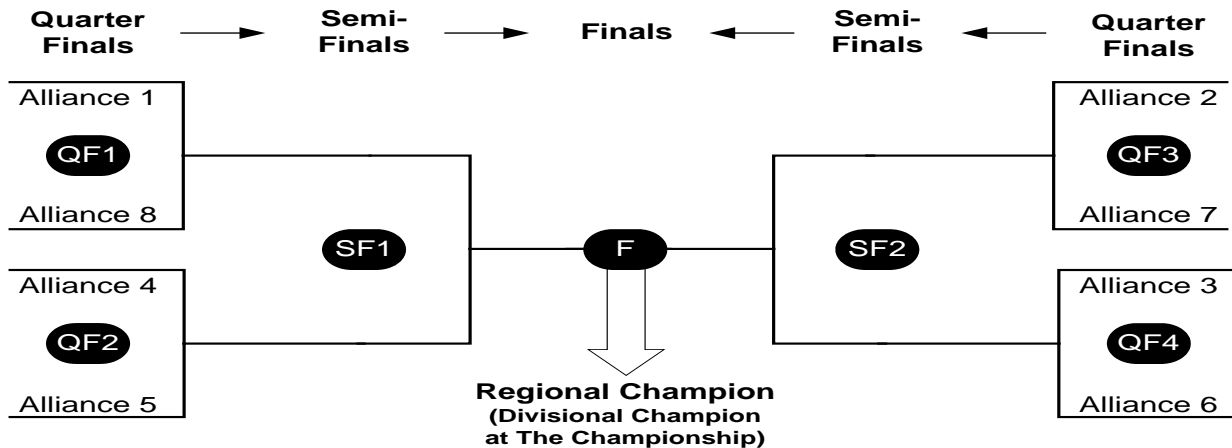 Quarter
Finals
Semi-
Finals
Finals
Semi-
Finals
Quarter
Finals
Alliance 1
QF1
Alliance 8
Alliance 4
QF2
Alliance 5
SF1
F
SF2
Alliance 2
QF3
Alliance 7
Alliance 3
QF4
Alliance 6
Regional Champion
(Divisional Champion
at The Championship)